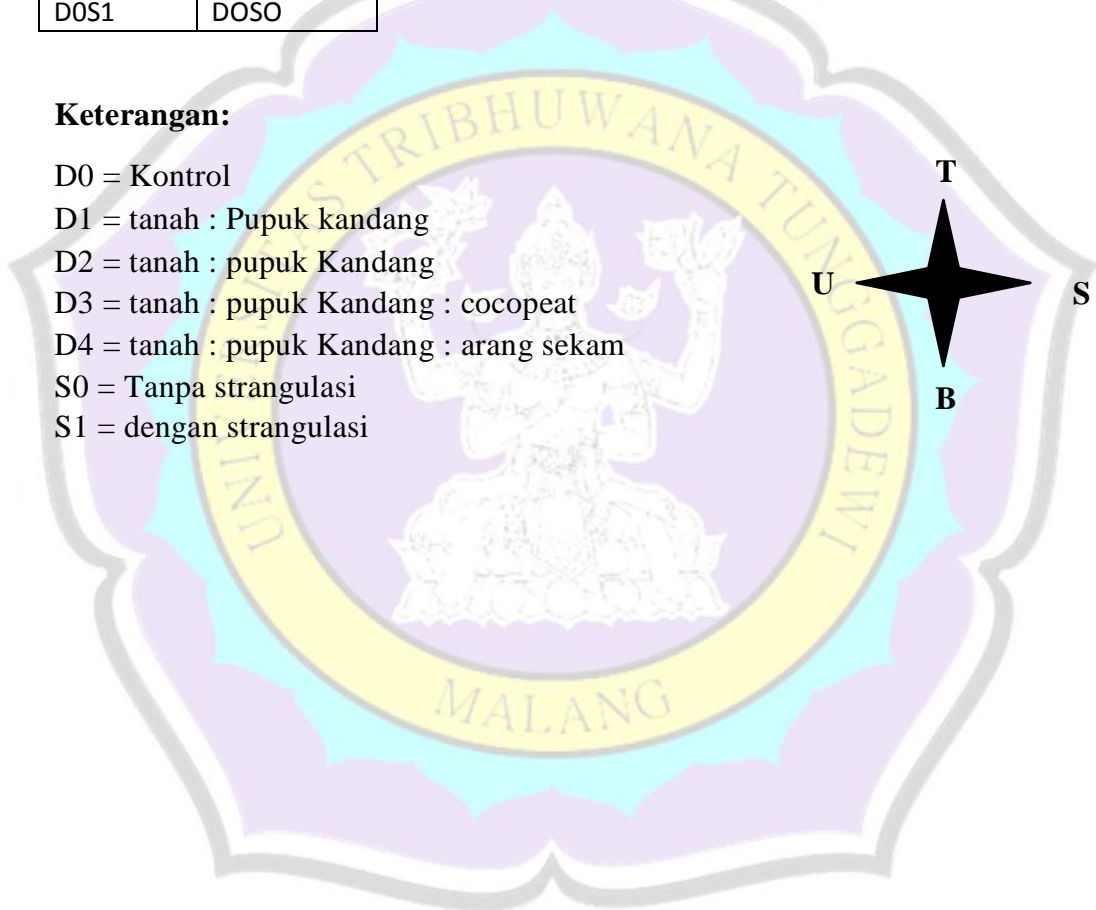 D0S1 DOSO
Keterangan:
D0 = Kontrol
D1 = tanah : Pupuk kandang
D2 = tanah : pupuk Kandang
D3 = tanah : pupuk Kandang : cocopeat
D4 = tanah : pupuk Kandang : arang sekam
S0 = Tanpa strangulasi
S1 = dengan strangulasi
T
U
S
B
UNIVERSITAS TRIBHUWANA TUNGGADEWI
MALANG